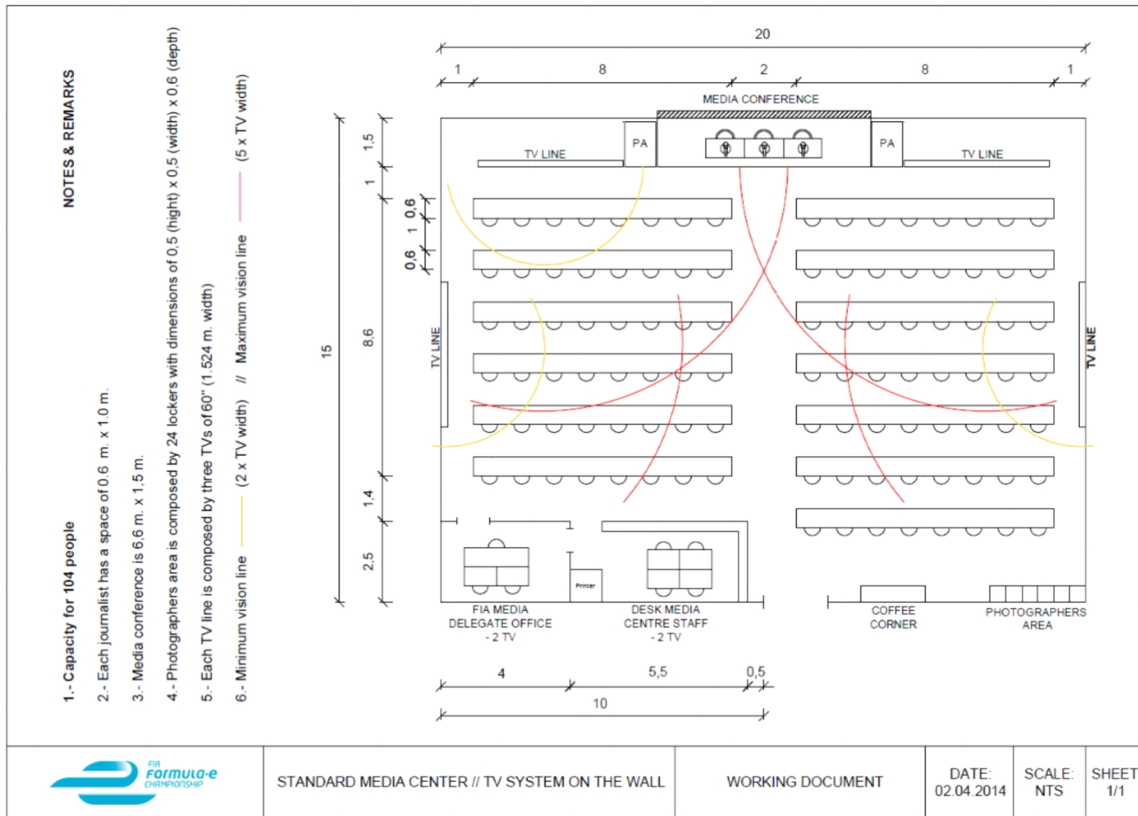 NOTES & REMARKS
1.- Capacity for 104 people
2.- Each journalist has a space of 0.6 m. x 1.0 m.
3.- Media conference is 6,6 m. x 1,5 m.
4.- Photographers area is composed by 24 lockers with dimensions of 0,5 (hight) x 0,5 (width) x 0,6 (depth)
5.- Each TV line is composed by three TVs of 60" (1.524 m. width)
6.- Minimum vision line (2 x TV width) // Maximum vision line (5 x TV width)
20
1 8 2 8 1
MEDIA CONFERENCE
PA
PA
TV LINE
TV LINE
15
1,5
1
0,6
1
0,6
8,6
1,4
2,5
TV LINE
TV LINE
Printer
FIA MEDIA
DELEGATE OFFICE
- 2 TV
DESK MEDIA
CENTRE STAFF
- 2 TV
COFFEE
CORNER
PHOTOGRAPHERS
AREA
4 5,5 0,5
10
FIA
FORMULA-e
CHAMPIONSHIP
STANDARD MEDIA CENTER // TV SYSTEM ON THE WALL
WORKING DOCUMENT
DATE:
02.04.2014
SCALE:
NTS
SHEET
1/1